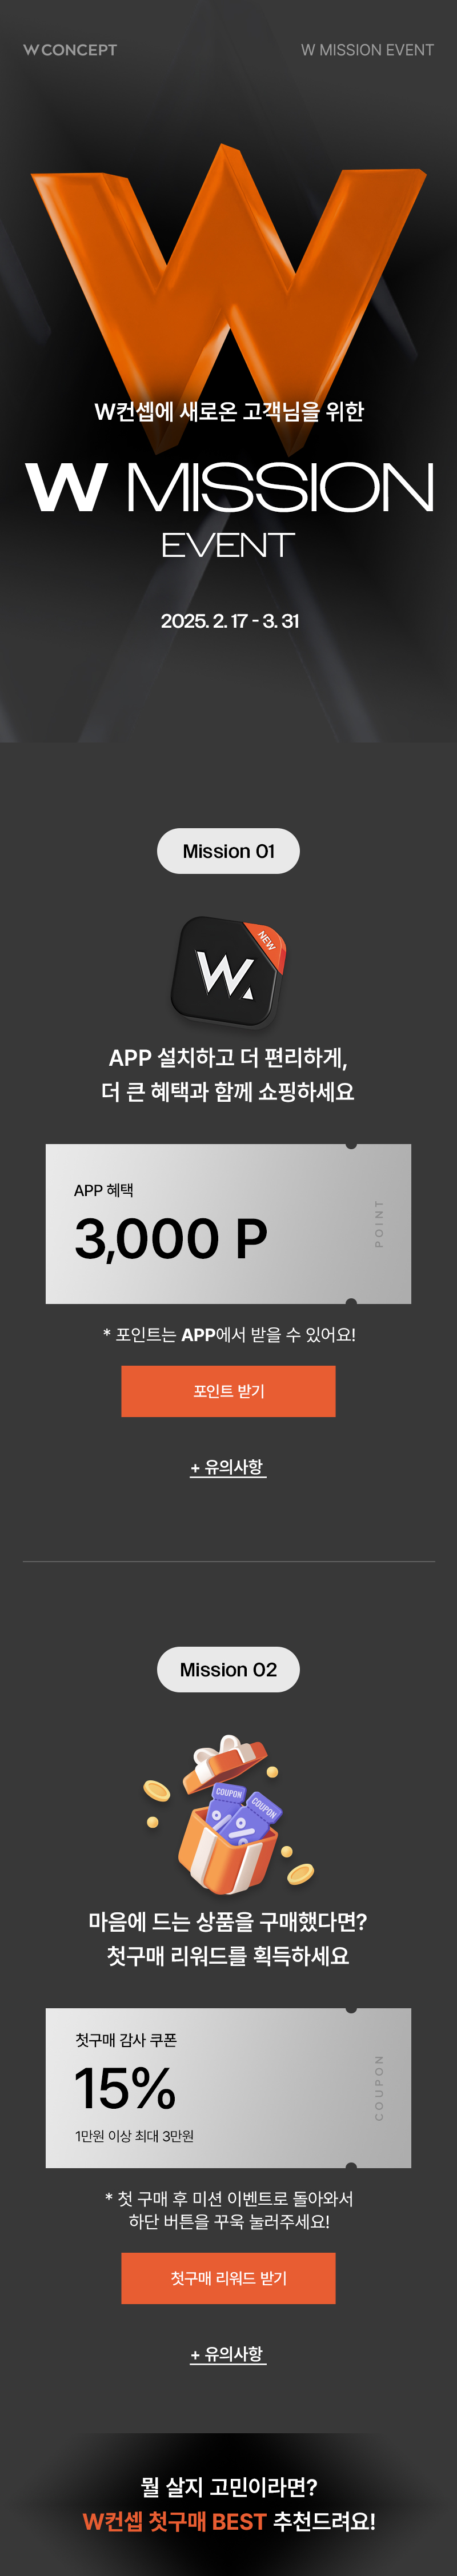 W CONCEPT
W MISSION EVENT
W컨셉에 새로온 고객님을 위한
W MISSION
EVENT
2025. 2. 17 - 3. 31
Mission 01
W.
NEW
APP 설치하고 더 편리하게,
더 큰 혜택과 함께 쇼핑하세요
APP 혜택
3,000 P
POINT
* 포인트는 APP에서 받을 수 있어요!
포인트 받기
+ 유의사항
Mission 02
COUPON
COUPON
%
%
마음에 드는 상품을 구매했다면?
첫구매 리워드를 획득하세요
첫구매 감사 쿠폰
15%
1만원 이상 최대 3만원
COUPON
* 첫 구매 후 미션 이벤트로 돌아와서
하단 버튼을 꾸욱 눌러주세요!
첫구매 리워드 받기
+ 유의사항
뭘 살지 고민이라면?
W컨셉 첫구매 BEST 추천드려요!